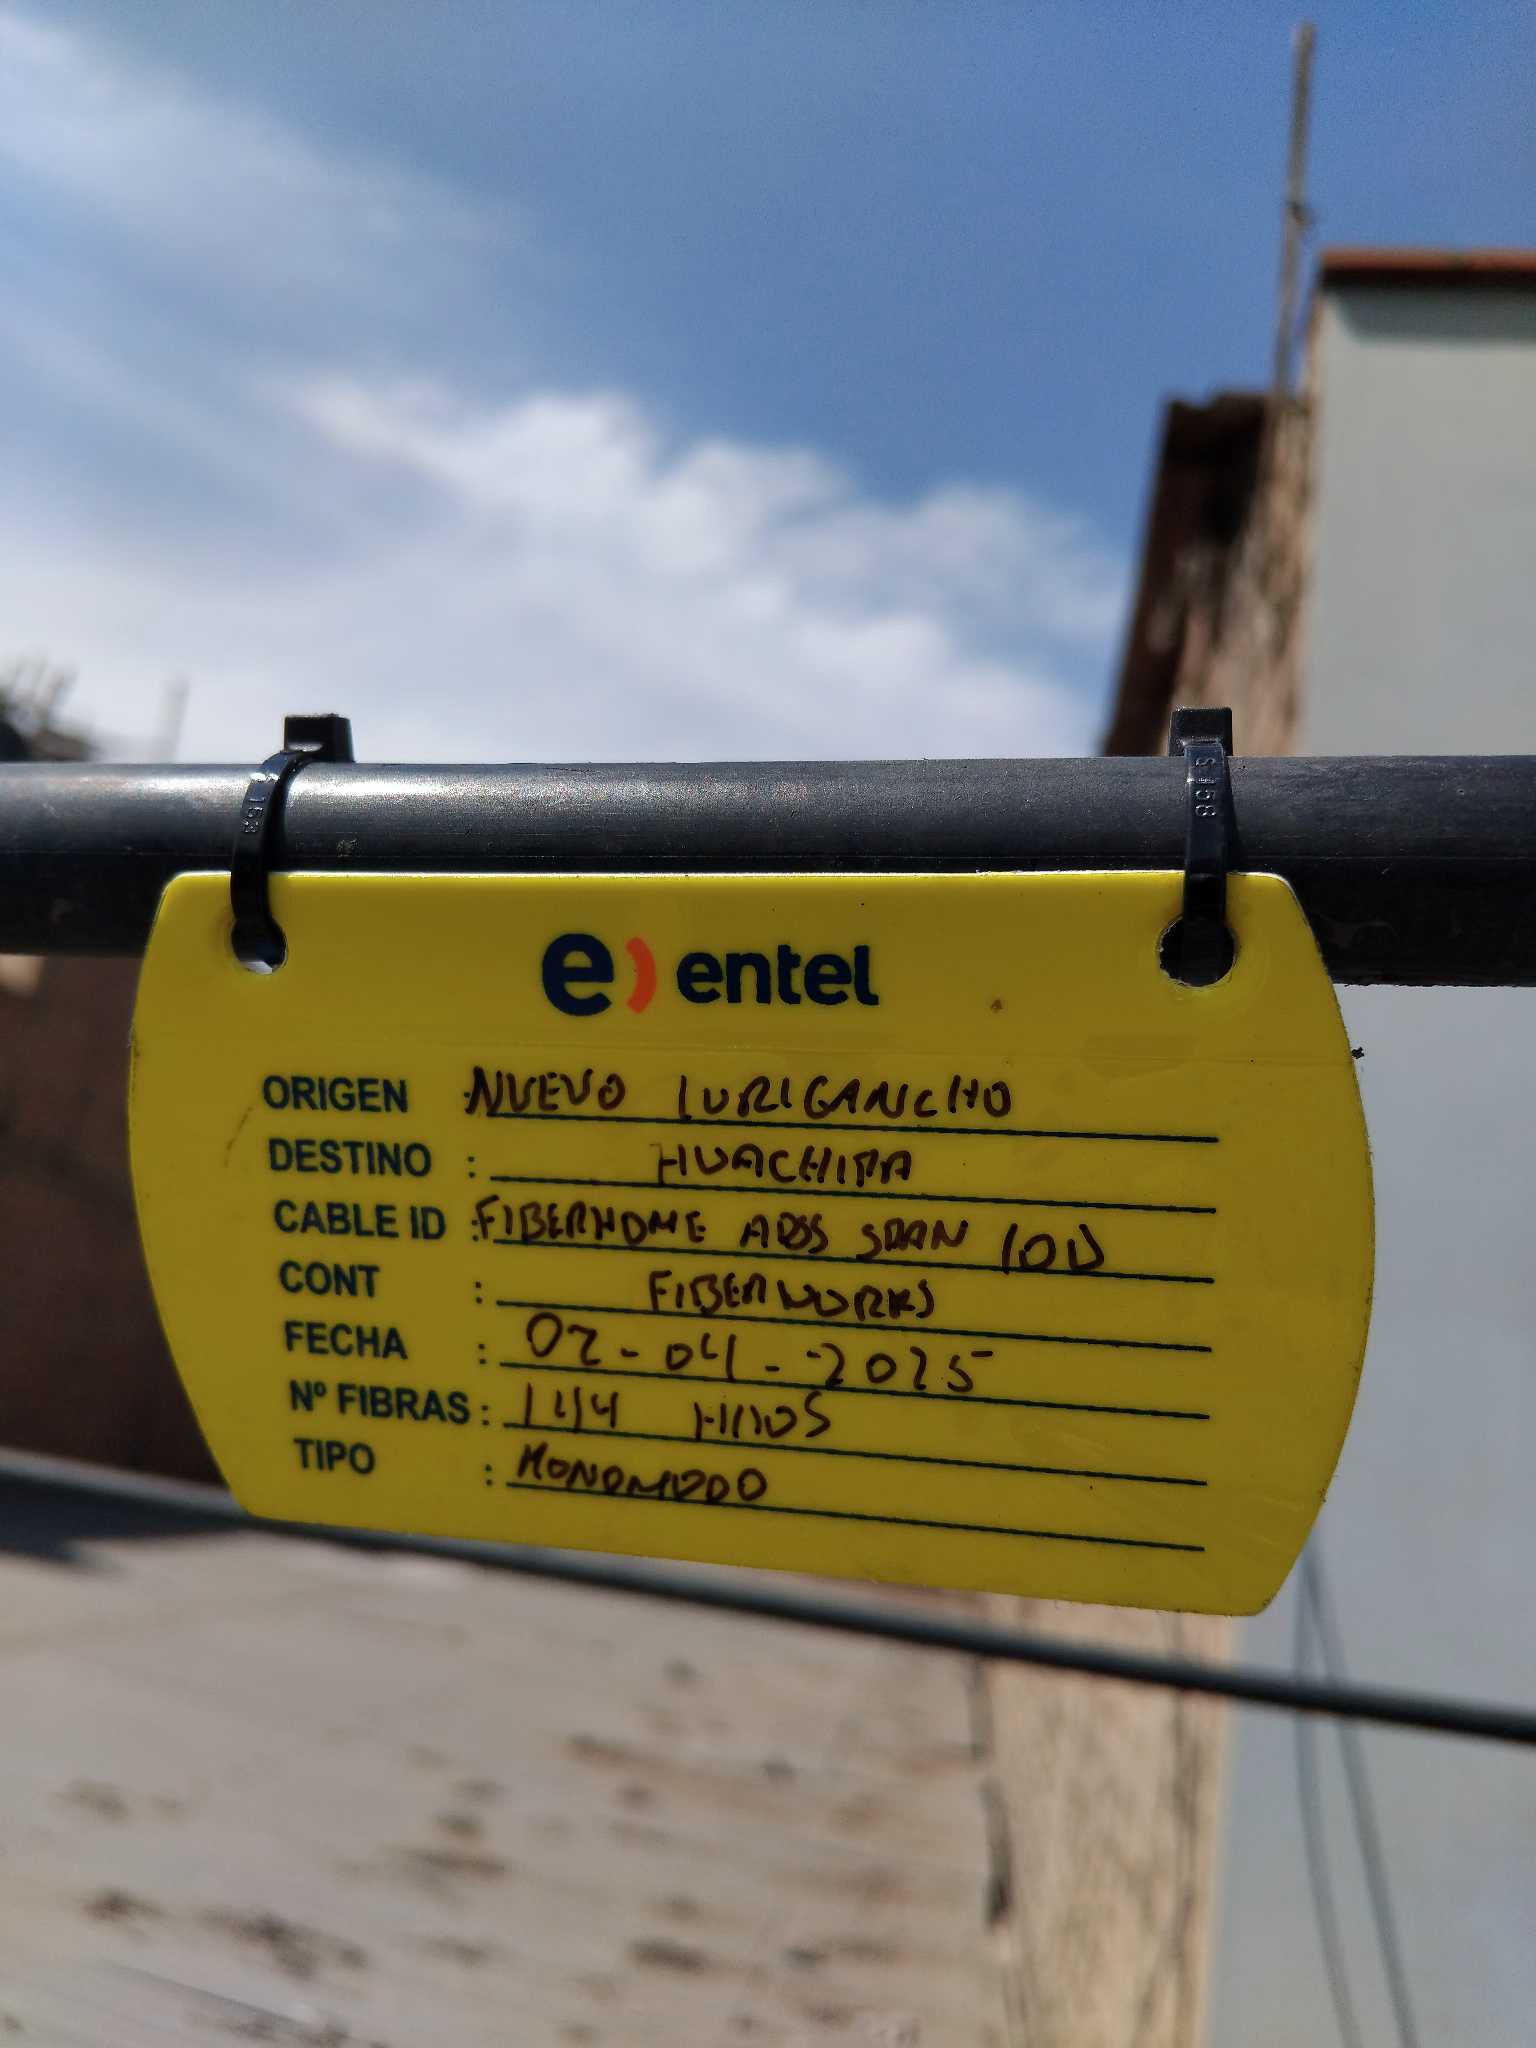 e) entel
ORIGEN : NUEVO LURIGANCHO
DESTINO : HUACHIPA
CABLE ID : FIBERHOME ADSS SPAN 100
CONT : FIBERWORKS
FECHA : 02-04-2025
Nº FIBRAS : 144 HILOS
TIPO : MONOMODO